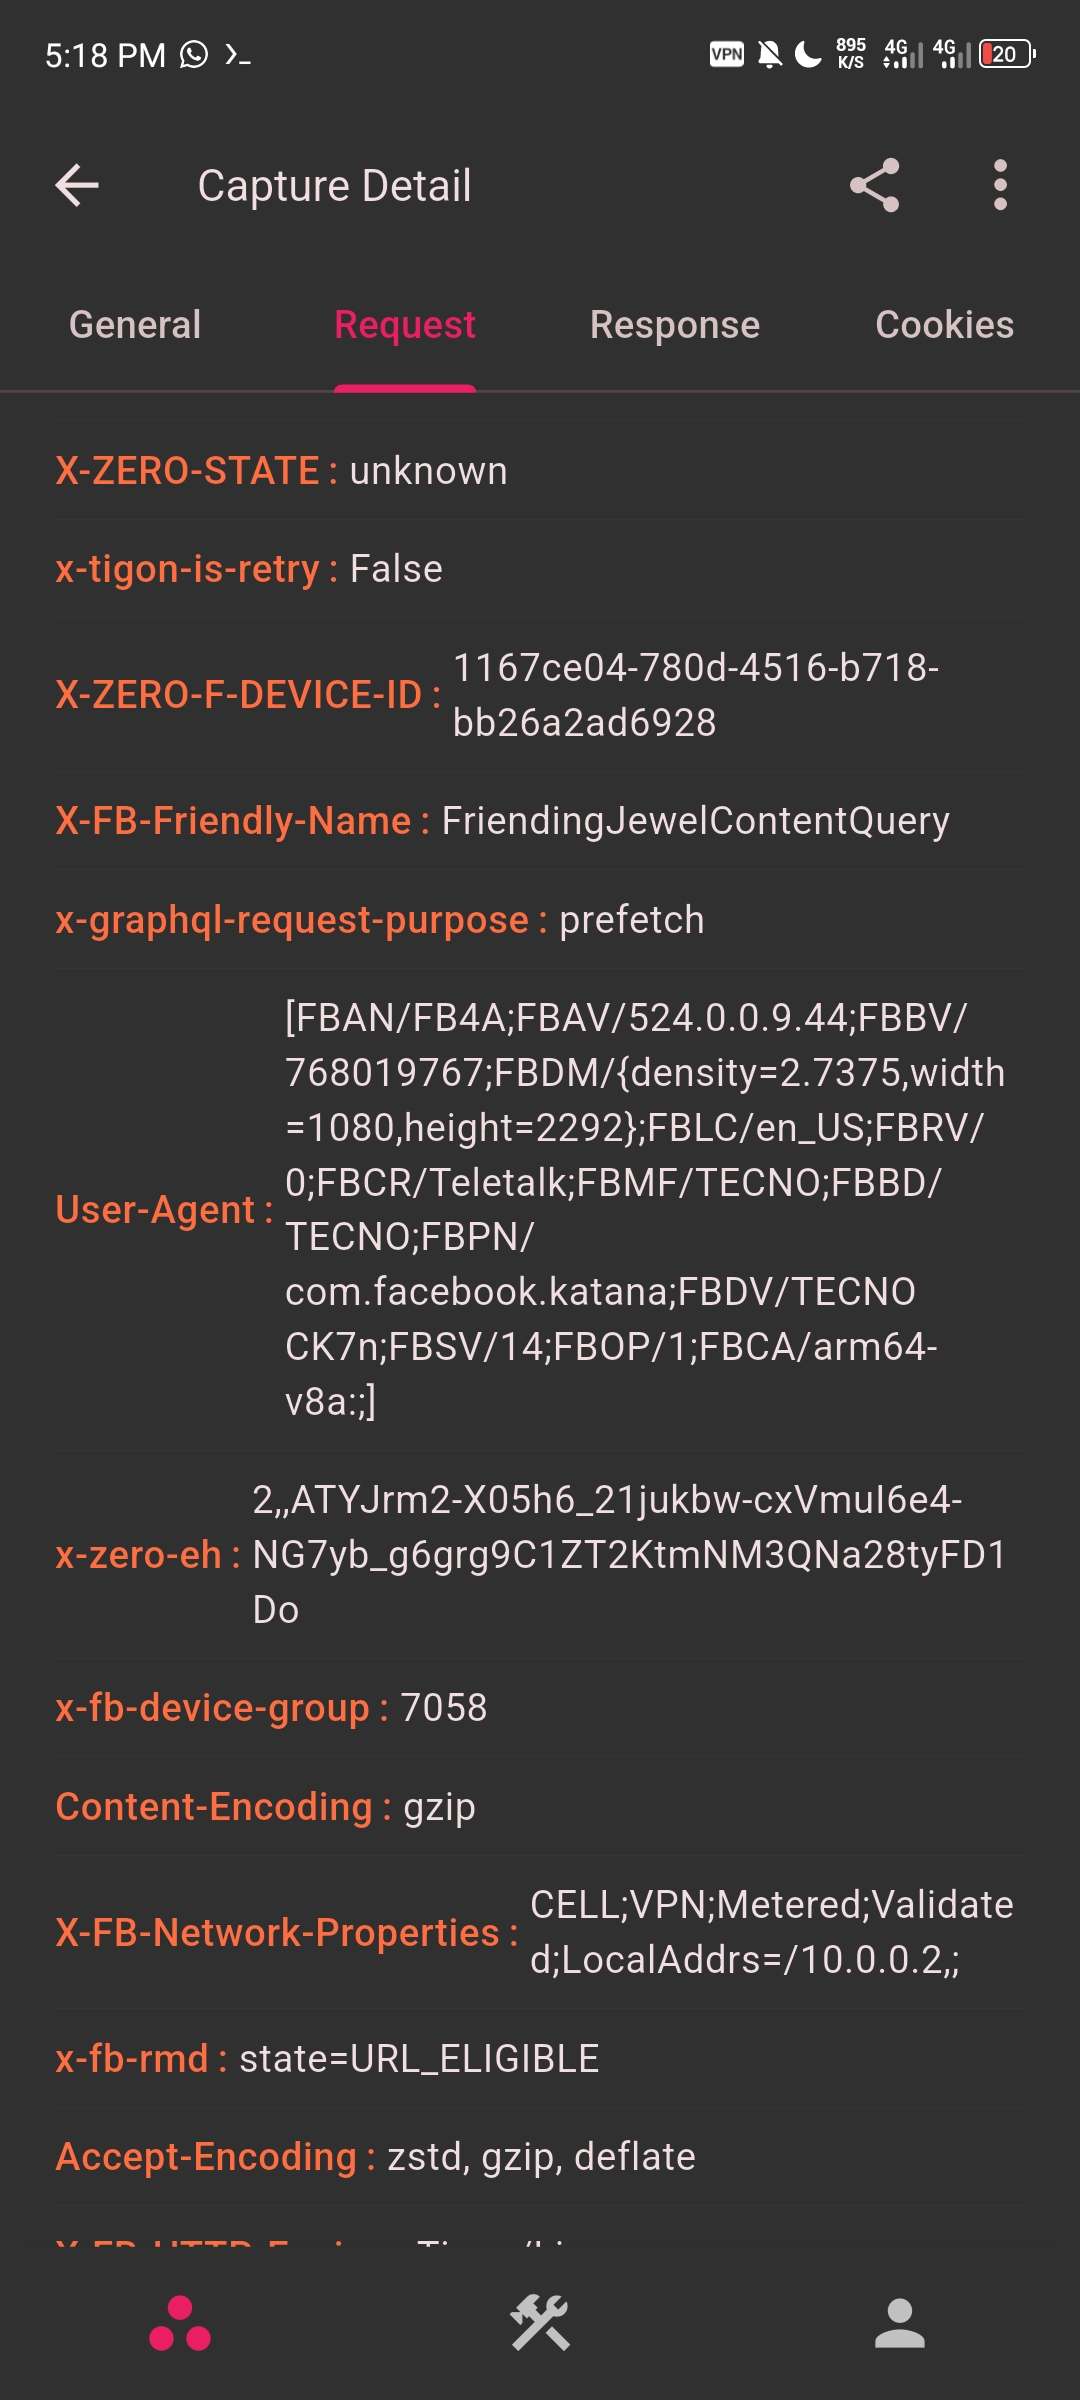 5:18 PM
VPN 895 K/S 4G 4G 20
Capture Detail
General Request Response Cookies
X-ZERO-STATE : unknown
x-tigon-is-retry : False
X-ZERO-F-DEVICE-ID : 1167ce04-780d-4516-b718-
bb26a2ad6928
X-FB-Friendly-Name : FriendingJewelContentQuery
x-graphql-request-purpose : prefetch
[FBAN/FB4A;FBAV/524.0.0.9.44;FBBV/
768019767;FBDM/{density=2.7375,width
=1080,height=2292};FBLC/en_US;FBRV/
0;FBCR/Teletalk;FBMF/TECNO;FBBD/
User-Agent : TECNO;FBPN/
com.facebook.katana;FBDV/TECNO
CK7n;FBSV/14;FBOP/1;FBCA/arm64-
v8a:;]
2,,ATYJrm2-X05h6_21jukbw-cxVmuI6e4-
x-zero-eh : NG7yb_g6grg9C1ZT2KtmNM3QNa28tyFD1
Do
x-fb-device-group : 7058
Content-Encoding : gzip
X-FB-Network-Properties : CELL;VPN;Metered;Validate
d;LocalAddrs=/10.0.0.2,;
x-fb-rmd : state=URL_ELIGIBLE
Accept-Encoding : zstd, gzip, deflate